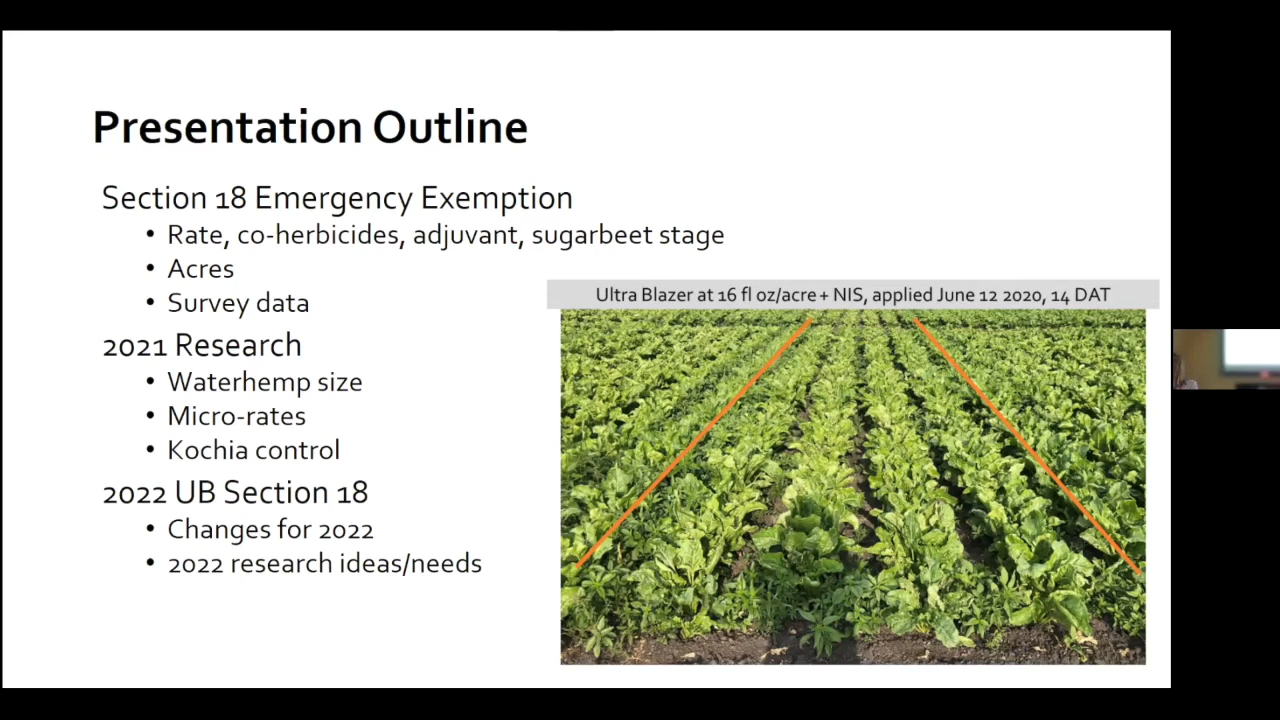 Presentation Outline
Section 18 Emergency Exemption
• Rate, co-herbicides, adjuvant, sugarbeet stage
• Acres
• Survey data
Ultra Blazer at 16 fl oz/acre + NIS, applied June 12 2020, 14 DAT
2021 Research
• Waterhemp size
• Micro-rates
• Kochia control
2022 UB Section 18
• Changes for 2022
• 2022 research ideas/needs